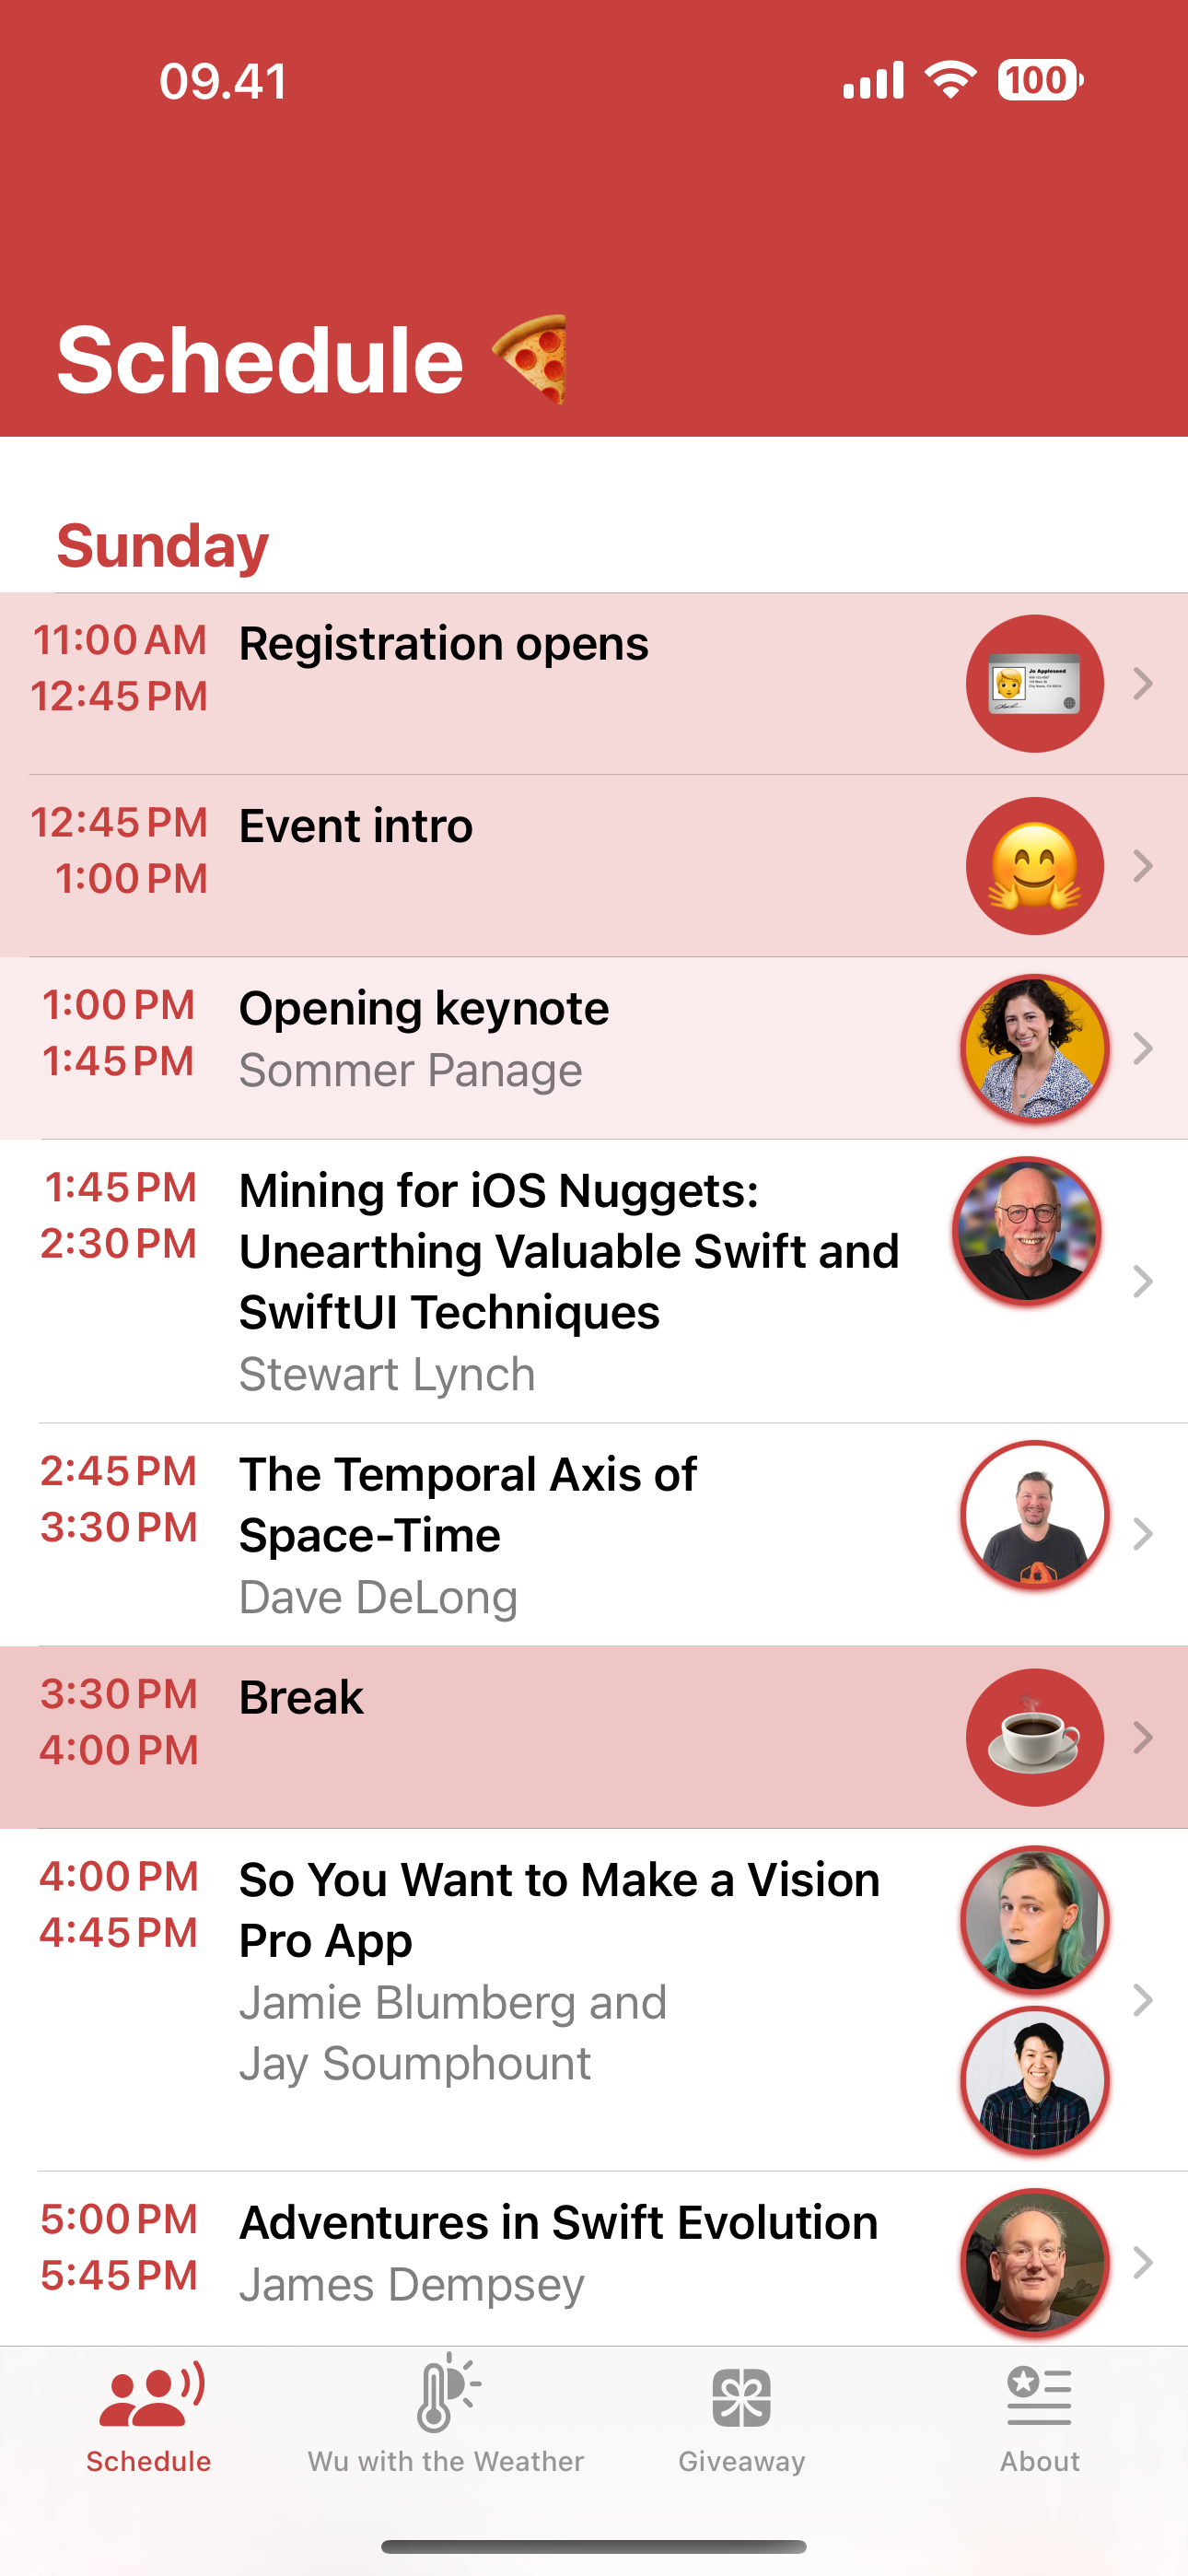 09.41
100
Schedule
Sunday
11:00 AM
12:45 PM
Registration opens
Jo Appleseed
12:45 PM
1:00 PM
Event intro
1:00 PM
1:45 PM
Opening keynote
Sommer Panage
1:45 PM
2:30 PM
Mining for iOS Nuggets:
Unearthing Valuable Swift and
SwiftUI Techniques
Stewart Lynch
2:45 PM
3:30 PM
The Temporal Axis of
Space-Time
Dave DeLong
3:30 PM
4:00 PM
Break
4:00 PM
4:45 PM
So You Want to Make a Vision
Pro App
Jamie Blumberg and
Jay Soumphount
5:00 PM
5:45 PM
Adventures in Swift Evolution
James Dempsey
Schedule
Wu with the Weather
Giveaway
About